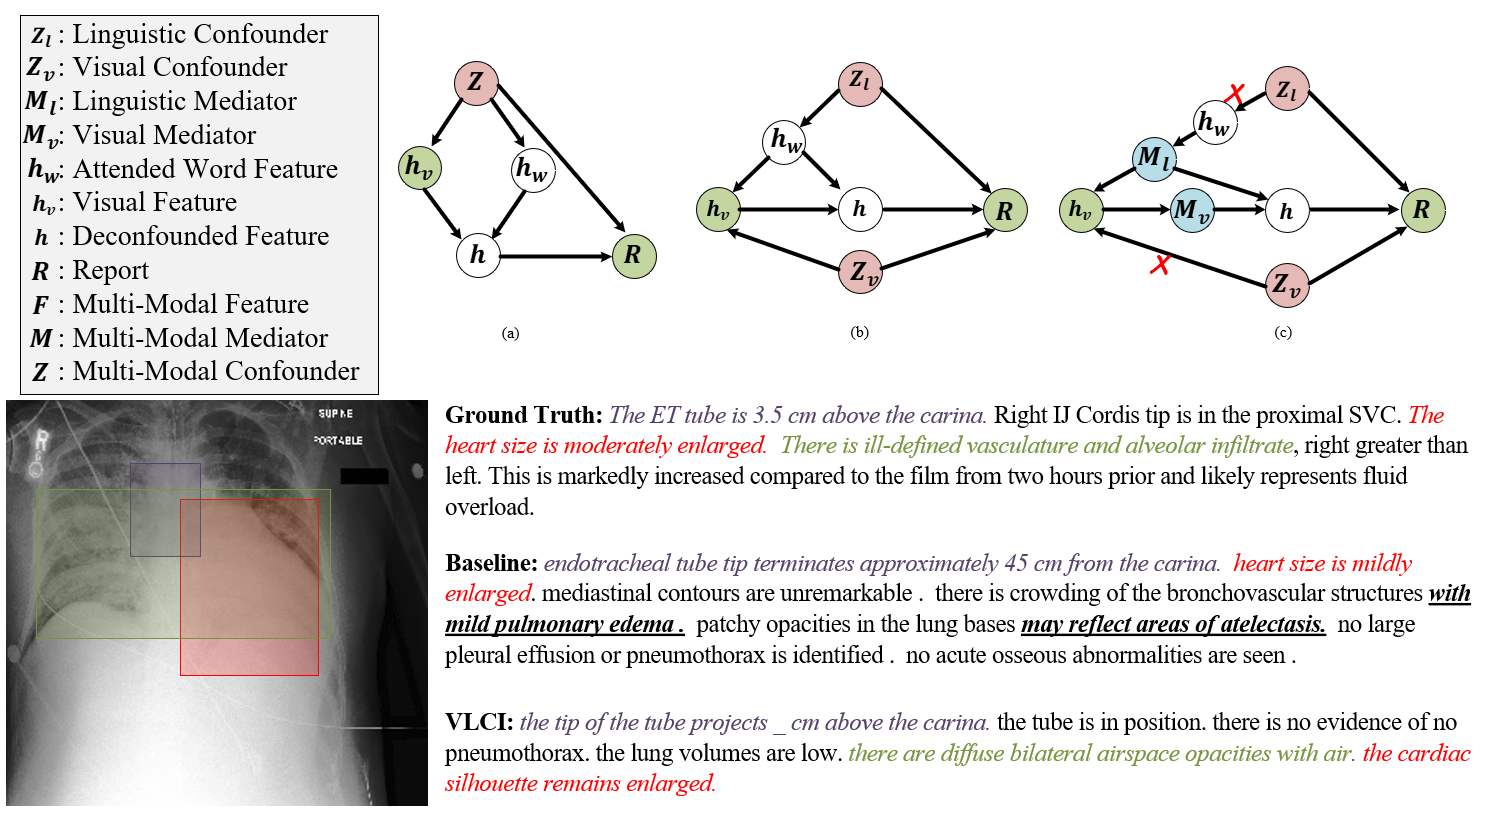 Z_l : Linguistic Confounder
Z_v : Visual Confounder
M_l : Linguistic Mediator
M_v : Visual Mediator
h_w : Attended Word Feature
h_v : Visual Feature
h : Deconfounded Feature
R : Report
F : Multi-Modal Feature
M : Multi-Modal Mediator
Z : Multi-Modal Confounder
Z
h_v
h_w
h
R
(a)
Z_l
h_w
h_v
h
R
Z_v
(b)
Z_l
h_w
M_l
h_v
M_v
h
R
Z_v
(c)
R
SUPINE
PORTABLE
Ground Truth: The ET tube is 3.5 cm above the carina. Right IJ Cordis tip is in the proximal SVC. The
heart size is moderately enlarged. There is ill-defined vasculature and alveolar infiltrate, right greater than
left. This is markedly increased compared to the film from two hours prior and likely represents fluid
overload.
Baseline: endotracheal tube tip terminates approximately 45 cm from the carina. heart size is mildly
enlarged. mediastinal contours are unremarkable . there is crowding of the bronchovascular structures with
mild pulmonary edema . patchy opacities in the lung bases may reflect areas of atelectasis. no large
pleural effusion or pneumothorax is identified . no acute osseous abnormalities are seen .
VLCI: the tip of the tube projects _ cm above the carina. the tube is in position. there is no evidence of no
pneumothorax. the lung volumes are low. there are diffuse bilateral airspace opacities with air. the cardiac
silhouette remains enlarged.